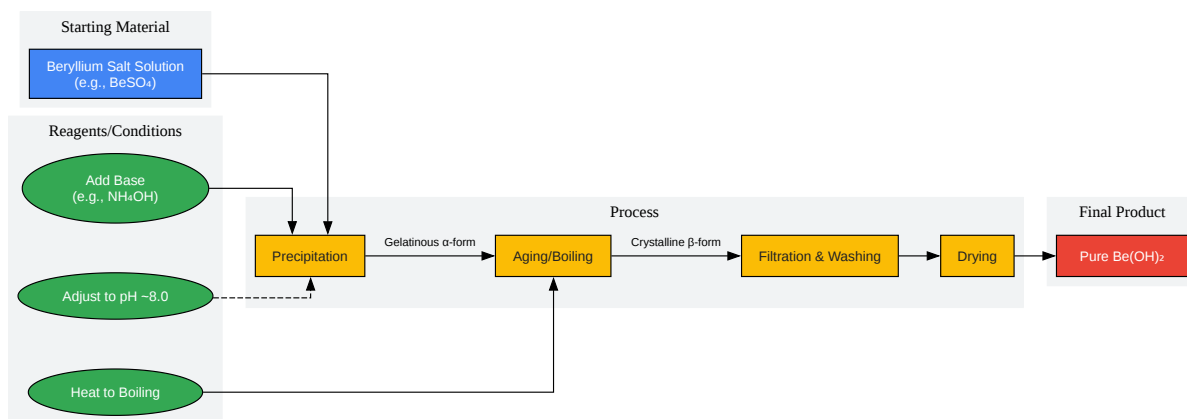 Starting Material
Beryllium Salt Solution
(e.g., BeSO₄)
Reagents/Conditions
Add Base
(e.g., NH₄OH)
Adjust to pH ~8.0
Heat to Boiling
Process
Precipitation
Gelatinous α-form
Aging/Boiling
Crystalline β-form
Filtration & Washing
Drying
Final Product
Pure Be(OH)₂